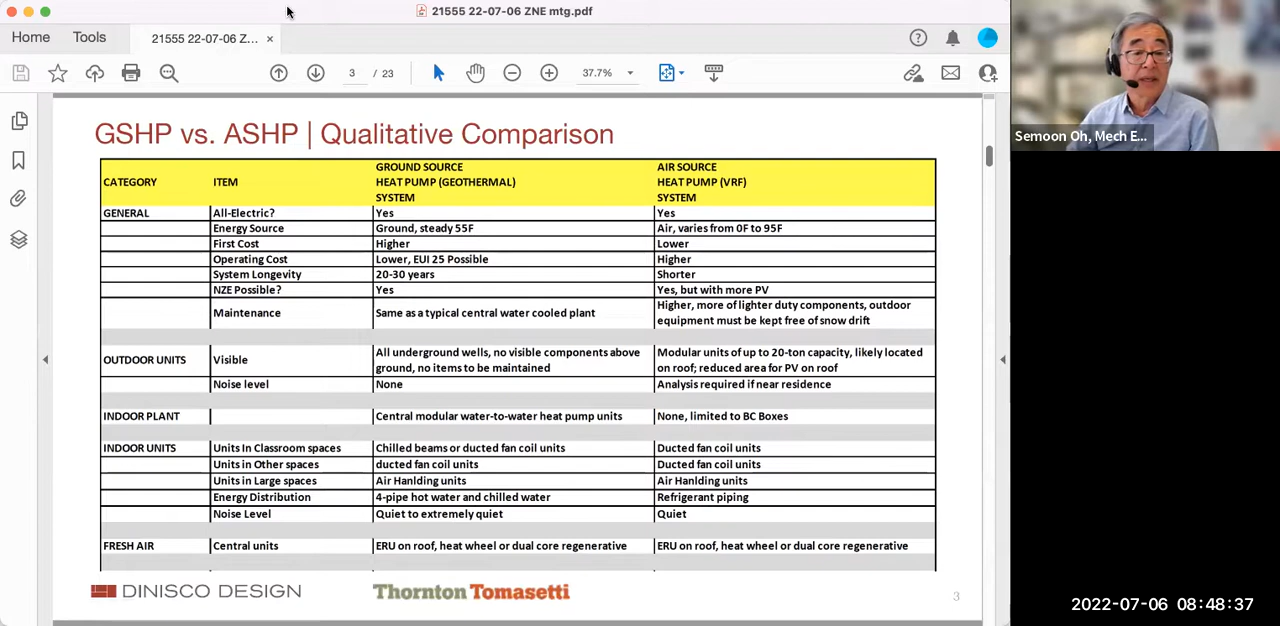 21555 22-07-06 ZNE mtg.pdf
Home Tools 21555 22-07-06 Z... ×
3 / 23 37.7%
GSHP vs. ASHP | Qualitative Comparison
CATEGORY ITEM GROUND SOURCE HEAT PUMP (GEOTHERMAL) SYSTEM AIR SOURCE HEAT PUMP (VRF) SYSTEM
GENERAL All-Electric? Yes Yes
Energy Source Ground, steady 55F Air, varies from 0F to 95F
First Cost Higher Lower
Operating Cost Lower, EUI 25 Possible Higher
System Longevity 20-30 years Shorter
NZE Possible? Yes Yes, but with more PV
Maintenance Same as a typical central water cooled plant Higher, more of lighter duty components, outdoor
equipment must be kept free of snow drift
OUTDOOR UNITS Visible All underground wells, no visible components above
ground, no items to be maintained Modular units of up to 20-ton capacity, likely located
on roof; reduced area for PV on roof
Noise level None Analysis required if near residence
INDOOR PLANT Central modular water-to-water heat pump units None, limited to BC Boxes
INDOOR UNITS Units In Classroom spaces Chilled beams or ducted fan coil units Ducted fan coil units
Units in Other spaces ducted fan coil units Ducted fan coil units
Units in Large spaces Air Hanlding units Air Hanlding units
Energy Distribution 4-pipe hot water and chilled water Refrigerant piping
Noise Level Quiet to extremely quiet Quiet
FRESH AIR Central units ERU on roof, heat wheel or dual core regenerative ERU on roof, heat wheel or dual core regenerative
DINISCO DESIGN Thornton Tomasetti 3
Semoon Oh, Mech E...
2022-07-06 08:48:37